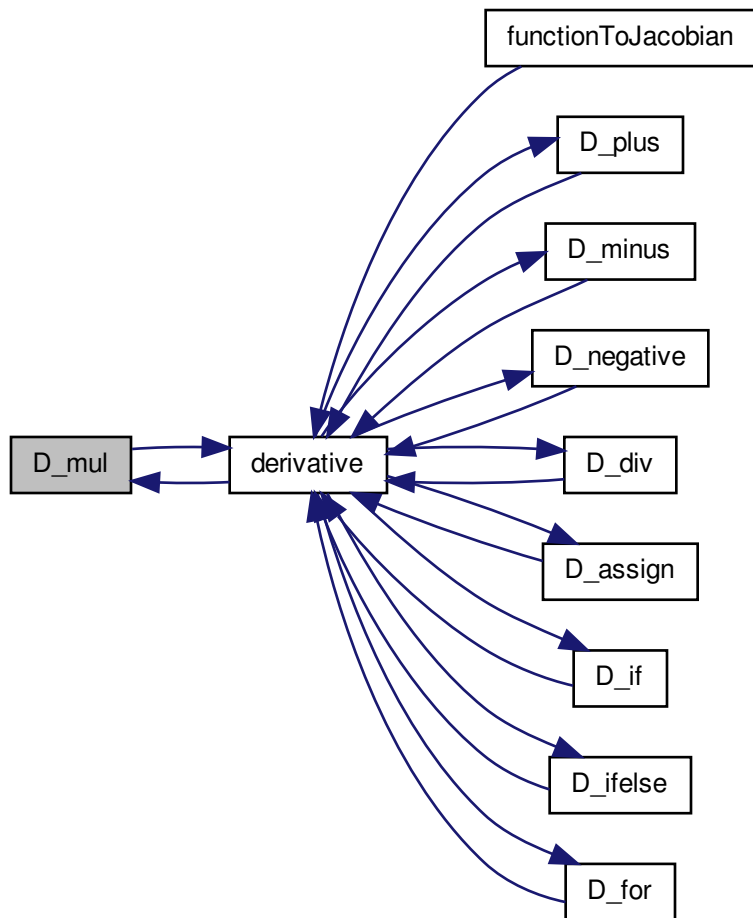 functionToJacobian
D_plus
D_minus
D_negative
D_mul
derivative
D_div
D_assign
D_if
D_ifelse
D_for